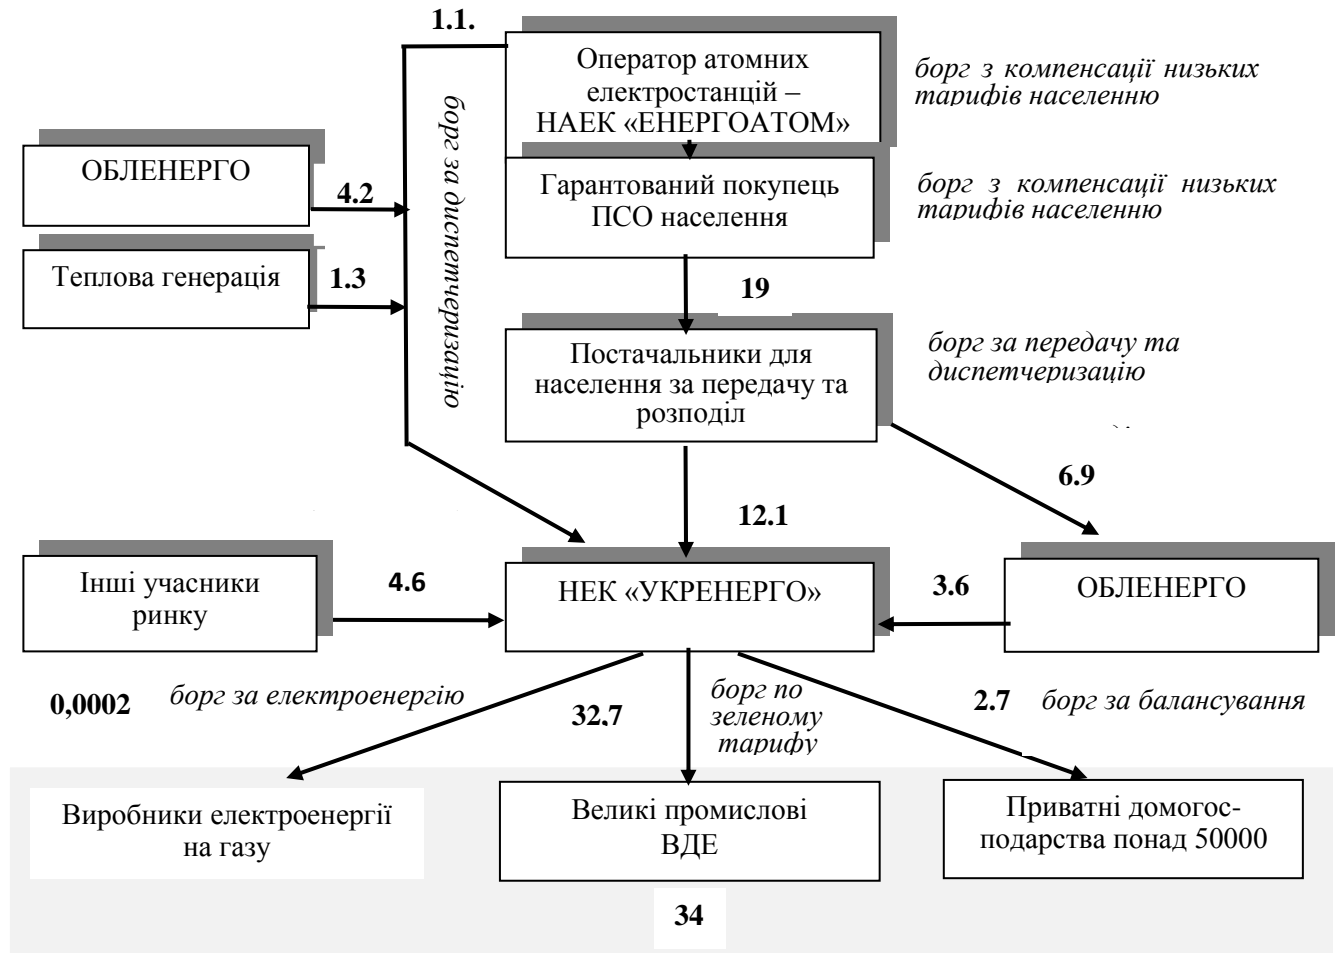 1.1.
Оператор атомних
електростанцій –
НАЕК «ЕНЕРГОАТОМ»
борг з компенсації низьких
тарифів населенню
борг за диспетчеризацію
ОБЛЕНЕРГО
4.2
Гарантований покупець
ПСО населення
борг з компенсації низьких
тарифів населенню
Теплова генерація
1.3
19
Постачальники для
населення за передачу та
розподіл
борг за передачу та
диспетчеризацію
6.9
12.1
Інші учасники
ринку
4.6
НЕК «УКРЕНЕРГО»
3.6
ОБЛЕНЕРГО
0,0002
борг за електроенергію
32,7
борг по
зеленому
тарифу
2.7
борг за балансування
Виробники електроенергії
на газу
Великі промислові
ВДЕ
Приватні домогос-
подарства понад 50000
34